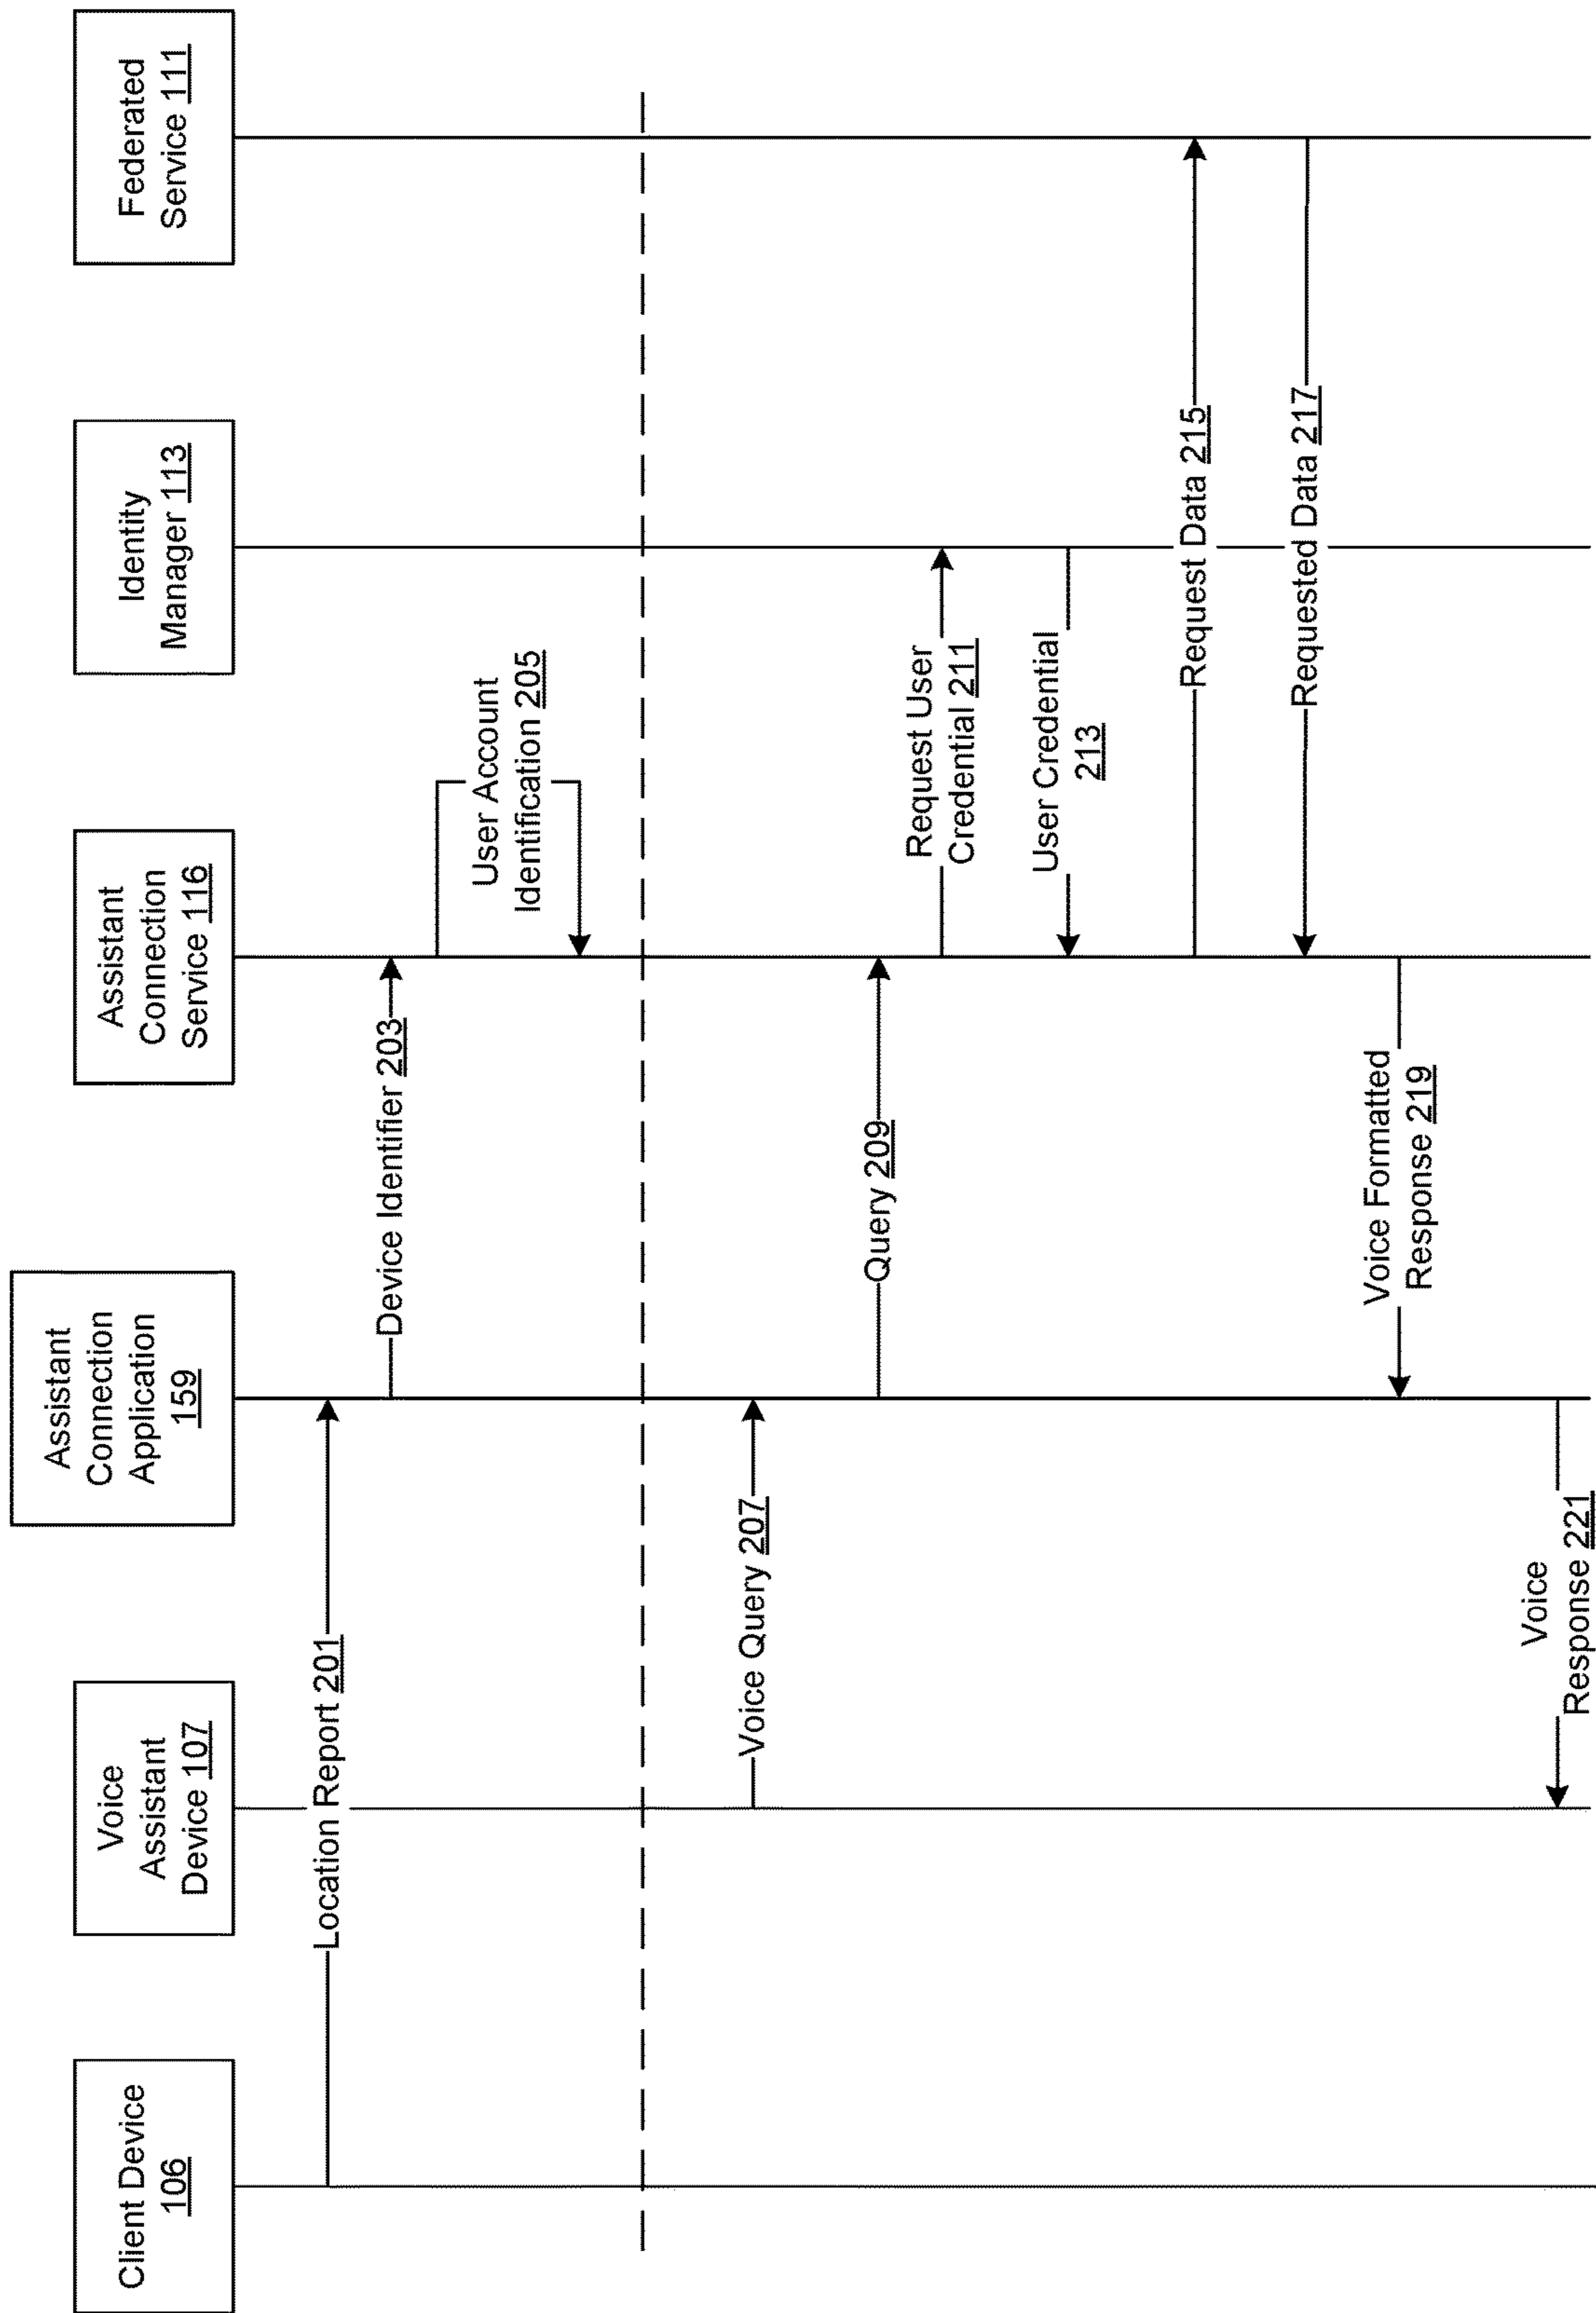 Client Device
106
Voice
Assistant
Device 107
Assistant
Connection
Application
159
Assistant
Connection
Service 116
Identity
Manager 113
Federated
Service 111
Location Report 201
Device Identifier 203
User Account
Identification 205
Voice Query 207
Query 209
Request User
Credential 211
User Credential
213
Request Data 215
Requested Data 217
Voice Formatted
Response 219
Voice
Response 221